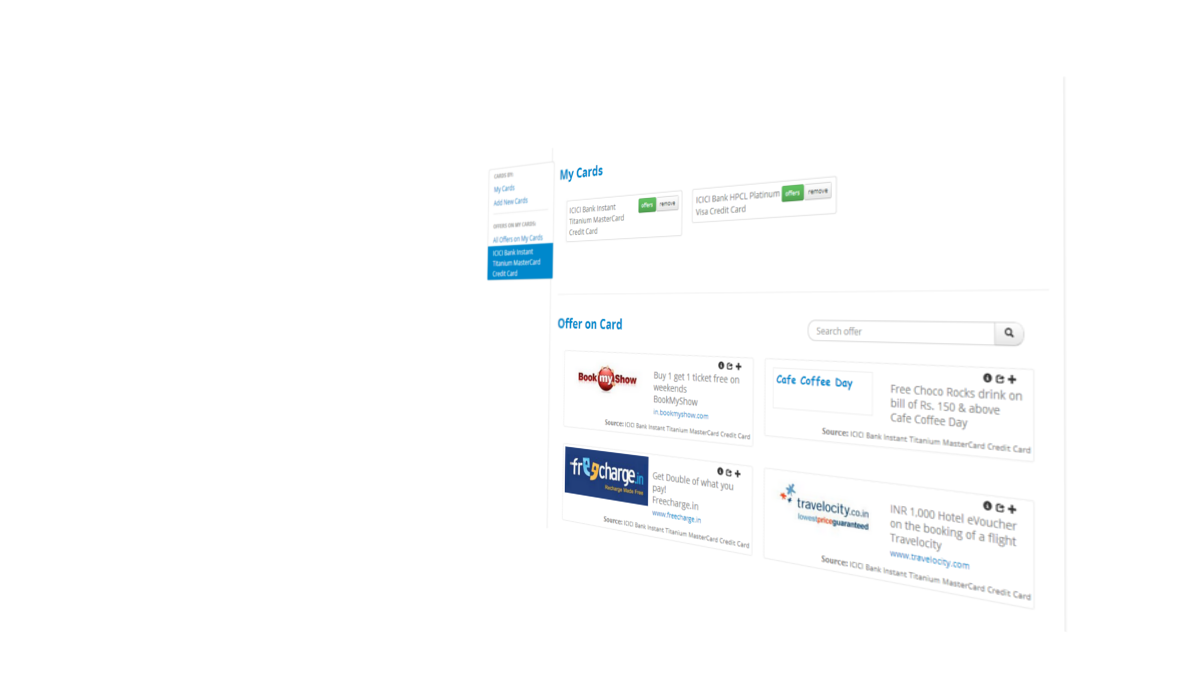 CARDS BY:
My Cards
Add New Cards
OFFERS ON MY CARDS:
All Offers on My Cards
ICICI Bank Instant
Titanium MasterCard
Credit Card
My Cards
ICICI Bank Instant
Titanium MasterCard
Credit Card
offers
remove
ICICI Bank HPCL Platinum
Visa Credit Card
offers
remove
Offer on Card
Search offer
Book my Show
Buy 1 get 1 ticket free on
weekends
BookMyShow
in.bookmyshow.com
Source: ICICI Bank Instant Titanium MasterCard Credit Card
Cafe Coffee Day
Free Choco Rocks drink on
bill of Rs. 150 & above
Cafe Coffee Day
Source: ICICI Bank Instant Titanium MasterCard Credit Card
freecharge.in
Recharge Made Free
Get Double of what you
pay!
Freecharge.in
www.freecharge.in
Source: ICICI Bank Instant Titanium MasterCard Credit Card
travelocity.co.in
lowestpriceguaranteed
INR 1,000 Hotel eVoucher
on the booking of a flight
Travelocity
www.travelocity.com
Source: ICICI Bank Instant Titanium MasterCard Credit Card